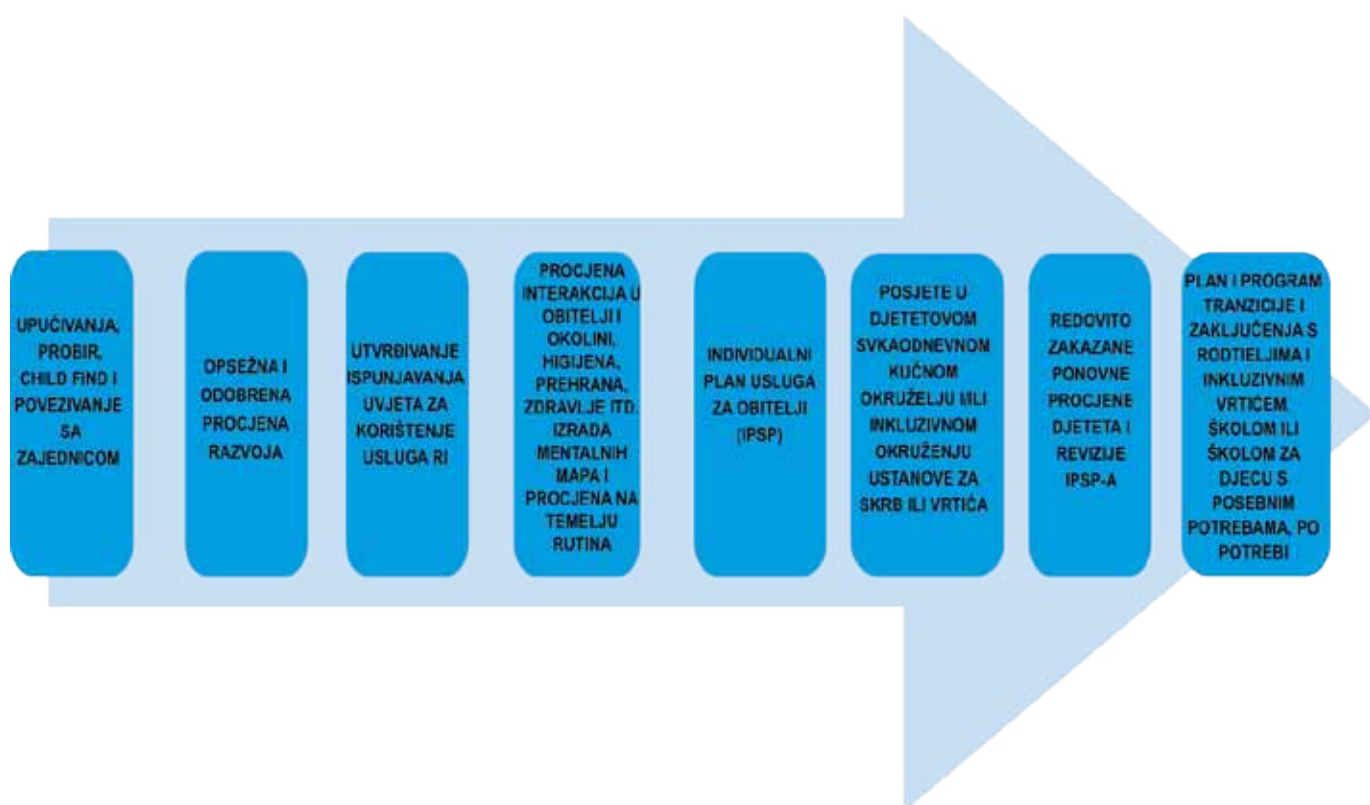 UPUĆIVANJA,
PROBIR,
CHILD FIND I
POVEZIVANJE
SA
ZAJEDNICOM
OPSEŽNA I
ODOBRENA
PROCJENA
RAZVOJA
UTVRĐIVANJE
ISPUNJAVANJA
UVJETA ZA
KORIŠTENJE
USLUGA RI
PROCJENA
INTERAKCIJA U
OBITELJI I
OKOLINI,
HIGIJENA,
PREHRANA,
ZDRAVLJE ITD.
IZRADA
MENTALNIH
MAPA I
PROCJENA NA
TEMELJU
RUTINA
INDIVIDUALNI
PLAN USLUGA
ZA OBITELJI
(IPSP)
POSJETE U
DJETETOVOM
SVKAODNEVNOM
KUĆNOM
OKRUŽELJU ILI
INKLUZIVNOM
OKRUŽENJU
USTANOVE ZA
SKRB ILI VRTIĆA
REDOVITO
ZAKAZANE
PONOVNE
PROCJENE
DJETETA I
REVIZIJE
IPSP-A
PLAN I PROGRAM
TRANZICIJE I
ZAKLJUČENJA S
RODTIELJIMA I
INKLUZIVNIM
VRTIĆEM,
ŠKOLOM ILI
ŠKOLOM ZA
DJECU S
POSEBNIM
POTREBAMA, PO
POTREBI